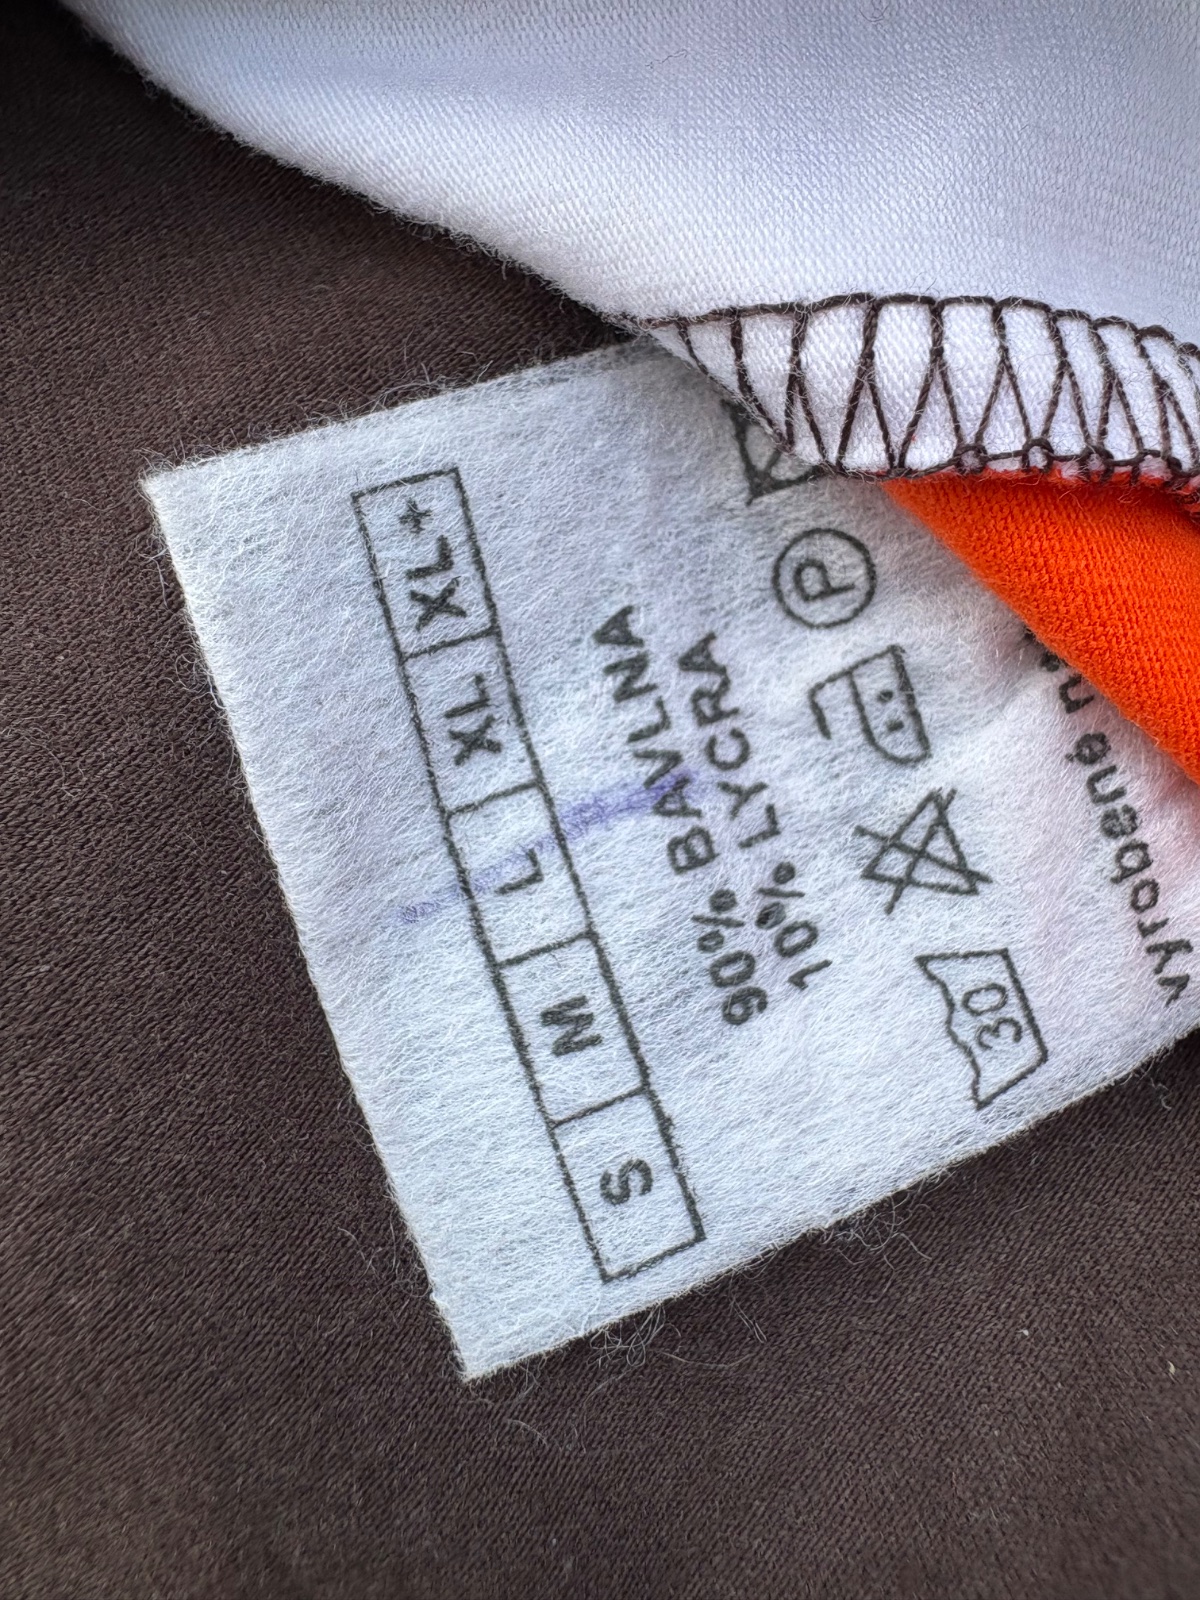 S M L XL XL+
90% BAVLNA
10% LYCRA
30 P
vyrobené